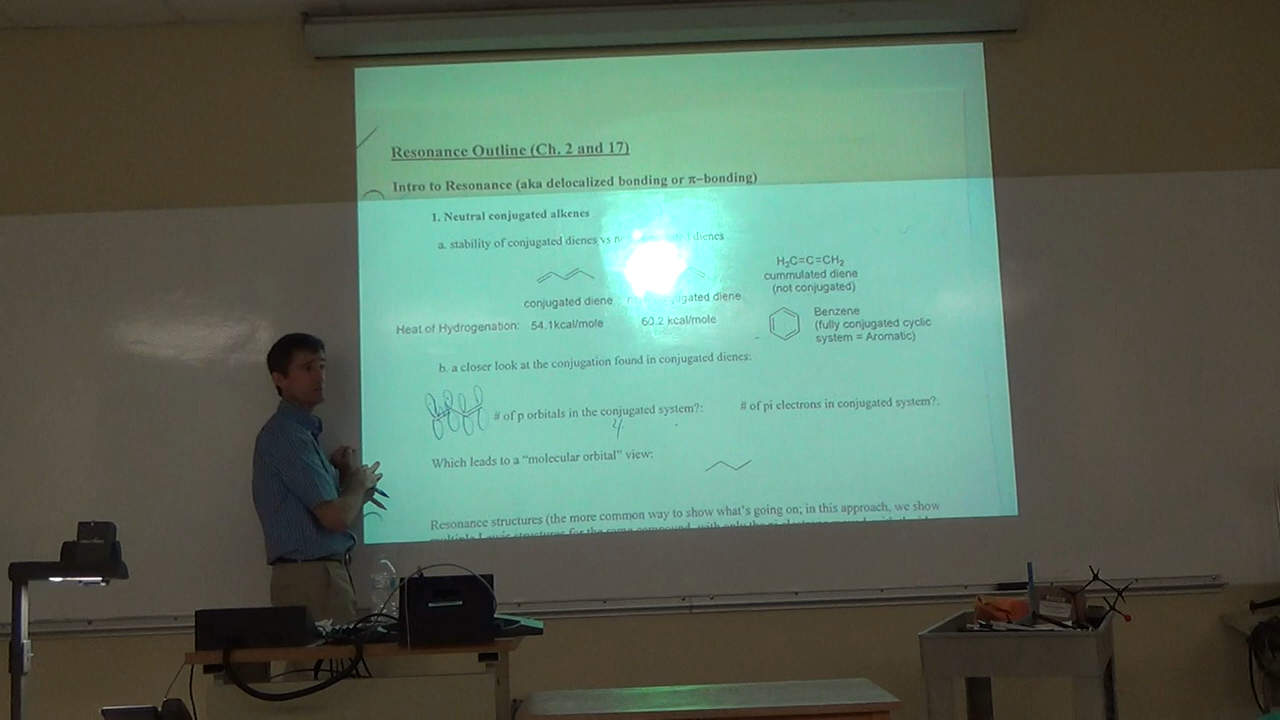 Resonance Outline (Ch. 2 and 17)
Intro to Resonance (aka delocalized bonding or π-bonding)
1. Neutral conjugated alkenes
a. stability of conjugated dienes vs dienes
H₂C=C=CH₂
cummulated diene
(not conjugated)
conjugated diene
diene
Heat of Hydrogenation: 54.1kcal/mole 60.2 kcal/mole
Benzene
(fully conjugated cyclic
system = Aromatic)
b. a closer look at the conjugation found in conjugated dienes:
# of p orbitals in the conjugated system?: # of pi electrons in conjugated system?:
4
Which leads to a "molecular orbital" view:
Resonance structures (the more common way to show what's going on; in this approach, we show